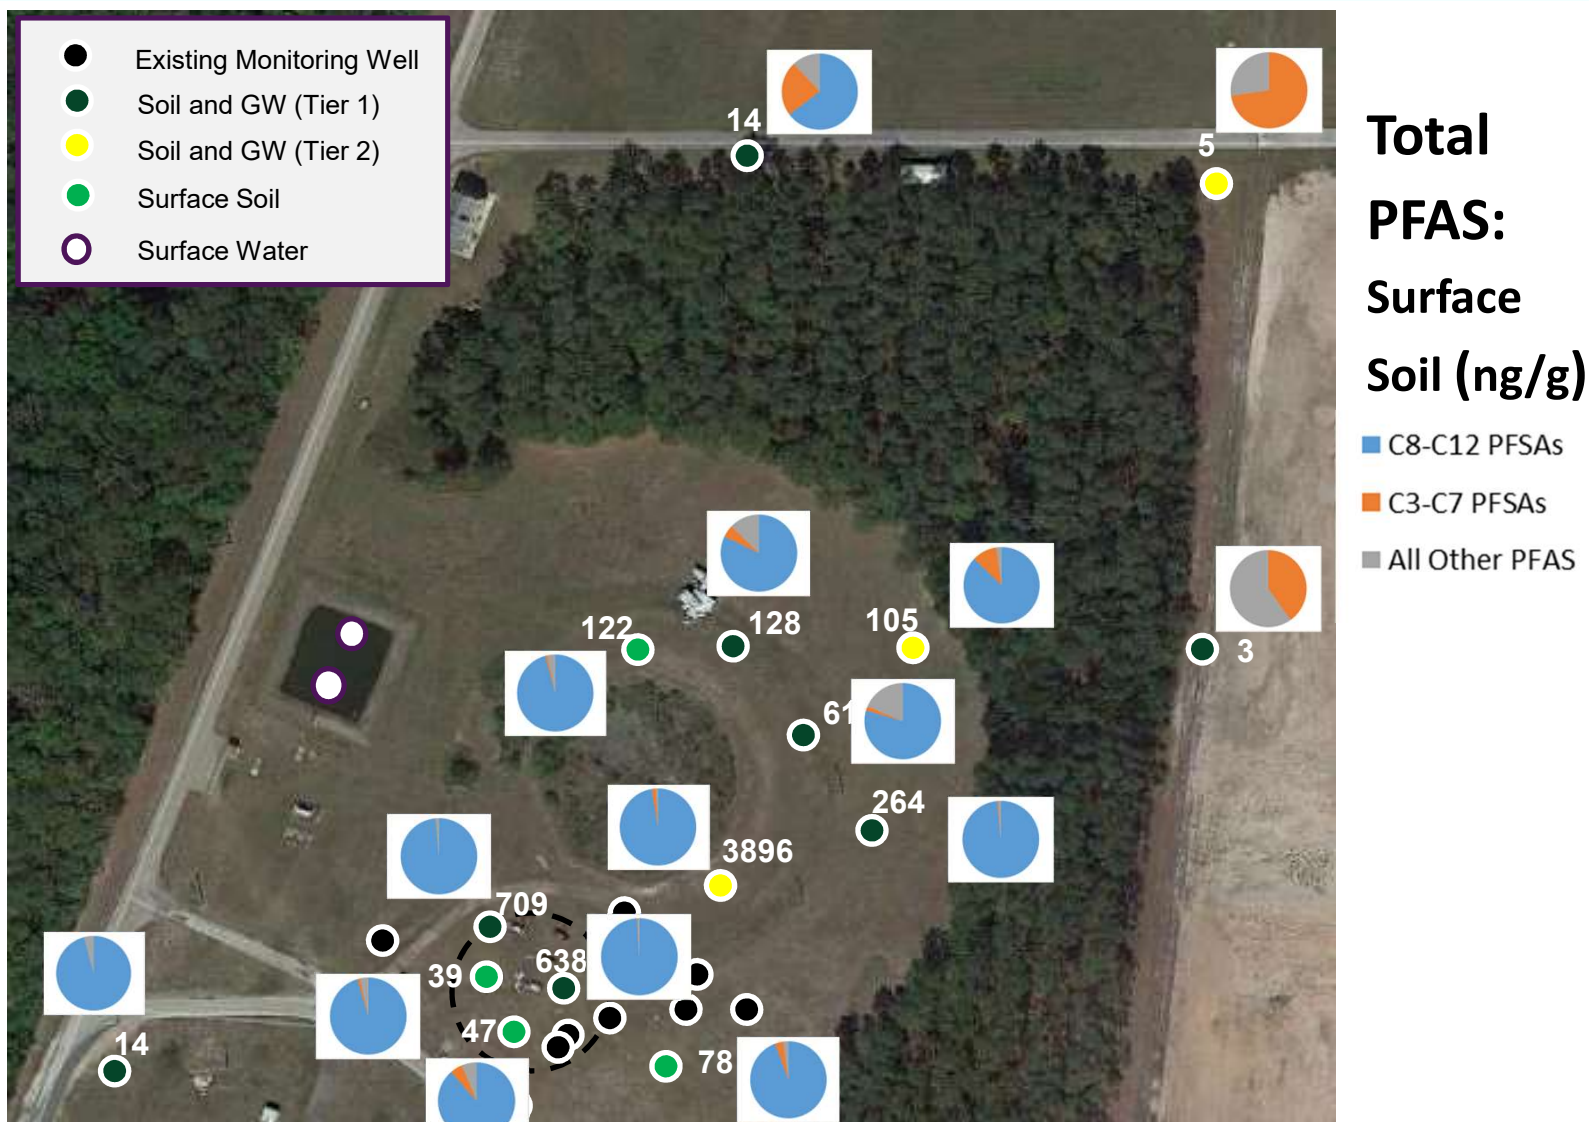 Existing Monitoring Well
Soil and GW (Tier 1)
Soil and GW (Tier 2)
Surface Soil
Surface Water
Total
PFAS:
Surface
Soil (ng/g)
C8-C12 PFSAs
C3-C7 PFSAs
All Other PFAS
14
5
122
128
105
3
61
264
3896
709
39
638
47
14
78